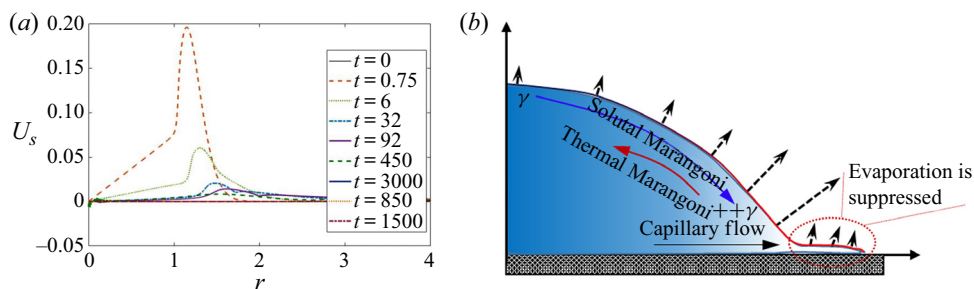 (a)
0.20
0.15
0.10
0.05
0
–0.05
U_s
0 1 2 3 4
r
t = 0
t = 0.75
t = 6
t = 32
t = 92
t = 450
t = 3000
t = 850
t = 1500
(b)
γ
Solutal Marangoni
Thermal Marangoni
++γ
Capillary flow
Evaporation is
suppressed